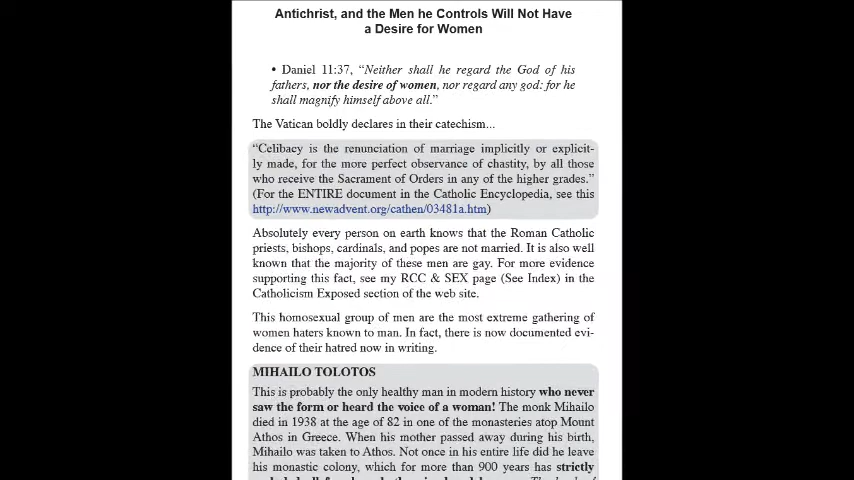 Antichrist, and the Men he Controls Will Not Have
a Desire for Women
• Daniel 11:37, “Neither shall he regard the God of his
fathers, nor the desire of women, nor regard any god: for he
shall magnify himself above all.”
The Vatican boldly declares in their catechism...
“Celibacy is the renunciation of marriage implicitly or explicit-
ly made, for the more perfect observance of chastity, by all those
who receive the Sacrament of Orders in any of the higher grades.”
(For the ENTIRE document in the Catholic Encyclopedia, see this
http://www.newadvent.org/cathen/03481a.htm)
Absolutely every person on earth knows that the Roman Catholic
priests, bishops, cardinals, and popes are not married. It is also well
known that the majority of these men are gay. For more evidence
supporting this fact, see my RCC & SEX page (See Index) in the
Catholicism Exposed section of the web site.
This homosexual group of men are the most extreme gathering of
women haters known to man. In fact, there is now documented evi-
dence of their hatred now in writing.
MIHAILO TOLOTOS
This is probably the only healthy man in modern history who never
saw the form or heard the voice of a woman! The monk Mihailo
died in 1938 at the age of 82 in one of the monasteries atop Mount
Athos in Greece. When his mother passed away during his birth,
Mihailo was taken to Athos. Not once in his entire life did he leave
his monastic colony, which for more than 900 years has strictly